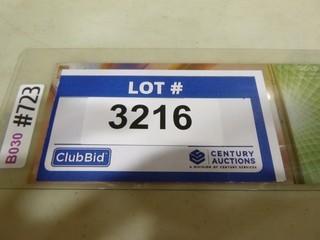 LOT #
3216
ClubBid
CENTURY
AUCTIONS
A DIVISION OF CENTURY SERVICES
B030 #723